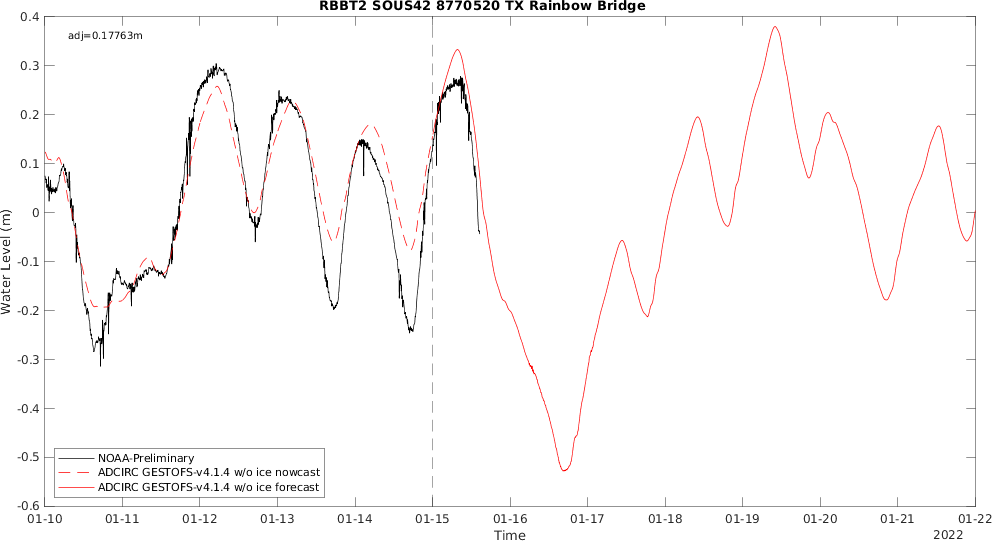 RBBT2 SOUS42 8770520 TX Rainbow Bridge
adj=0.17763m
0.4
0.3
0.2
0.1
0
-0.1
-0.2
-0.3
-0.4
-0.5
-0.6
Water Level (m)
NOAA-Preliminary
ADCIRC GESTOFS-v4.1.4 w/o ice nowcast
ADCIRC GESTOFS-v4.1.4 w/o ice forecast
01-10 01-11 01-12 01-13 01-14 01-15 01-16 01-17 01-18 01-19 01-20 01-21 01-22
Time
2022